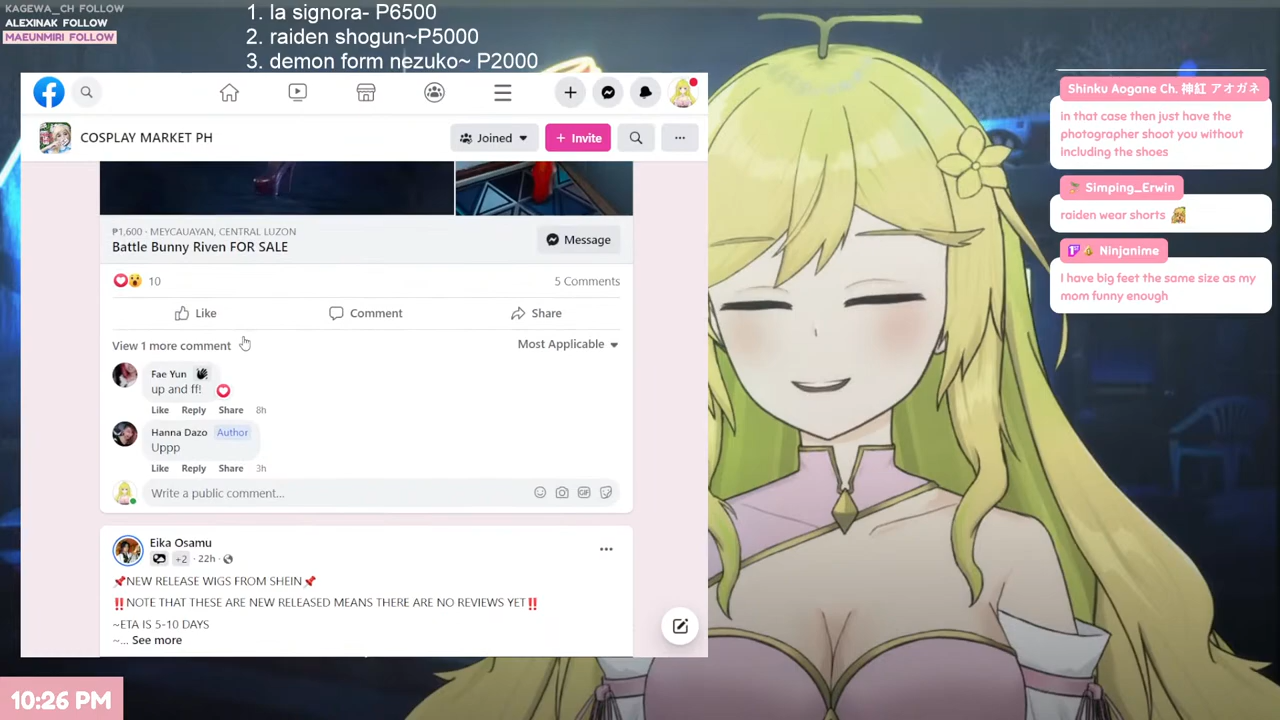 KAGEWA_CH FOLLOW
ALEXINAK FOLLOW
MAEUNMIRI FOLLOW
1. la signora- P6500
2. raiden shogun~P5000
3. demon form nezuko~ P2000
COSPLAY MARKET PH
Joined
+ Invite
₱1,600 · MEYCAUAYAN, CENTRAL LUZON
Battle Bunny Riven FOR SALE
Message
10
5 Comments
Like
Comment
Share
View 1 more comment
Most Applicable
Fae Yun
up and ff!
Like Reply Share 8h
Hanna Dazo Author
Uppp
Like Reply Share 3h
Write a public comment...
GIF
Eika Osamu
+2 · 22h ·
📌NEW RELEASE WIGS FROM SHEIN📌
‼️NOTE THAT THESE ARE NEW RELEASED MEANS THERE ARE NO REVIEWS YET‼️
~ETA IS 5-10 DAYS
~... See more
Shinku Aogane Ch. 神紅 アオガネ
in that case then just have the
photographer shoot you without
including the shoes
Simping_Erwin
raiden wear shorts
Ninjanime
I have big feet the same size as my
mom funny enough
10:26 PM